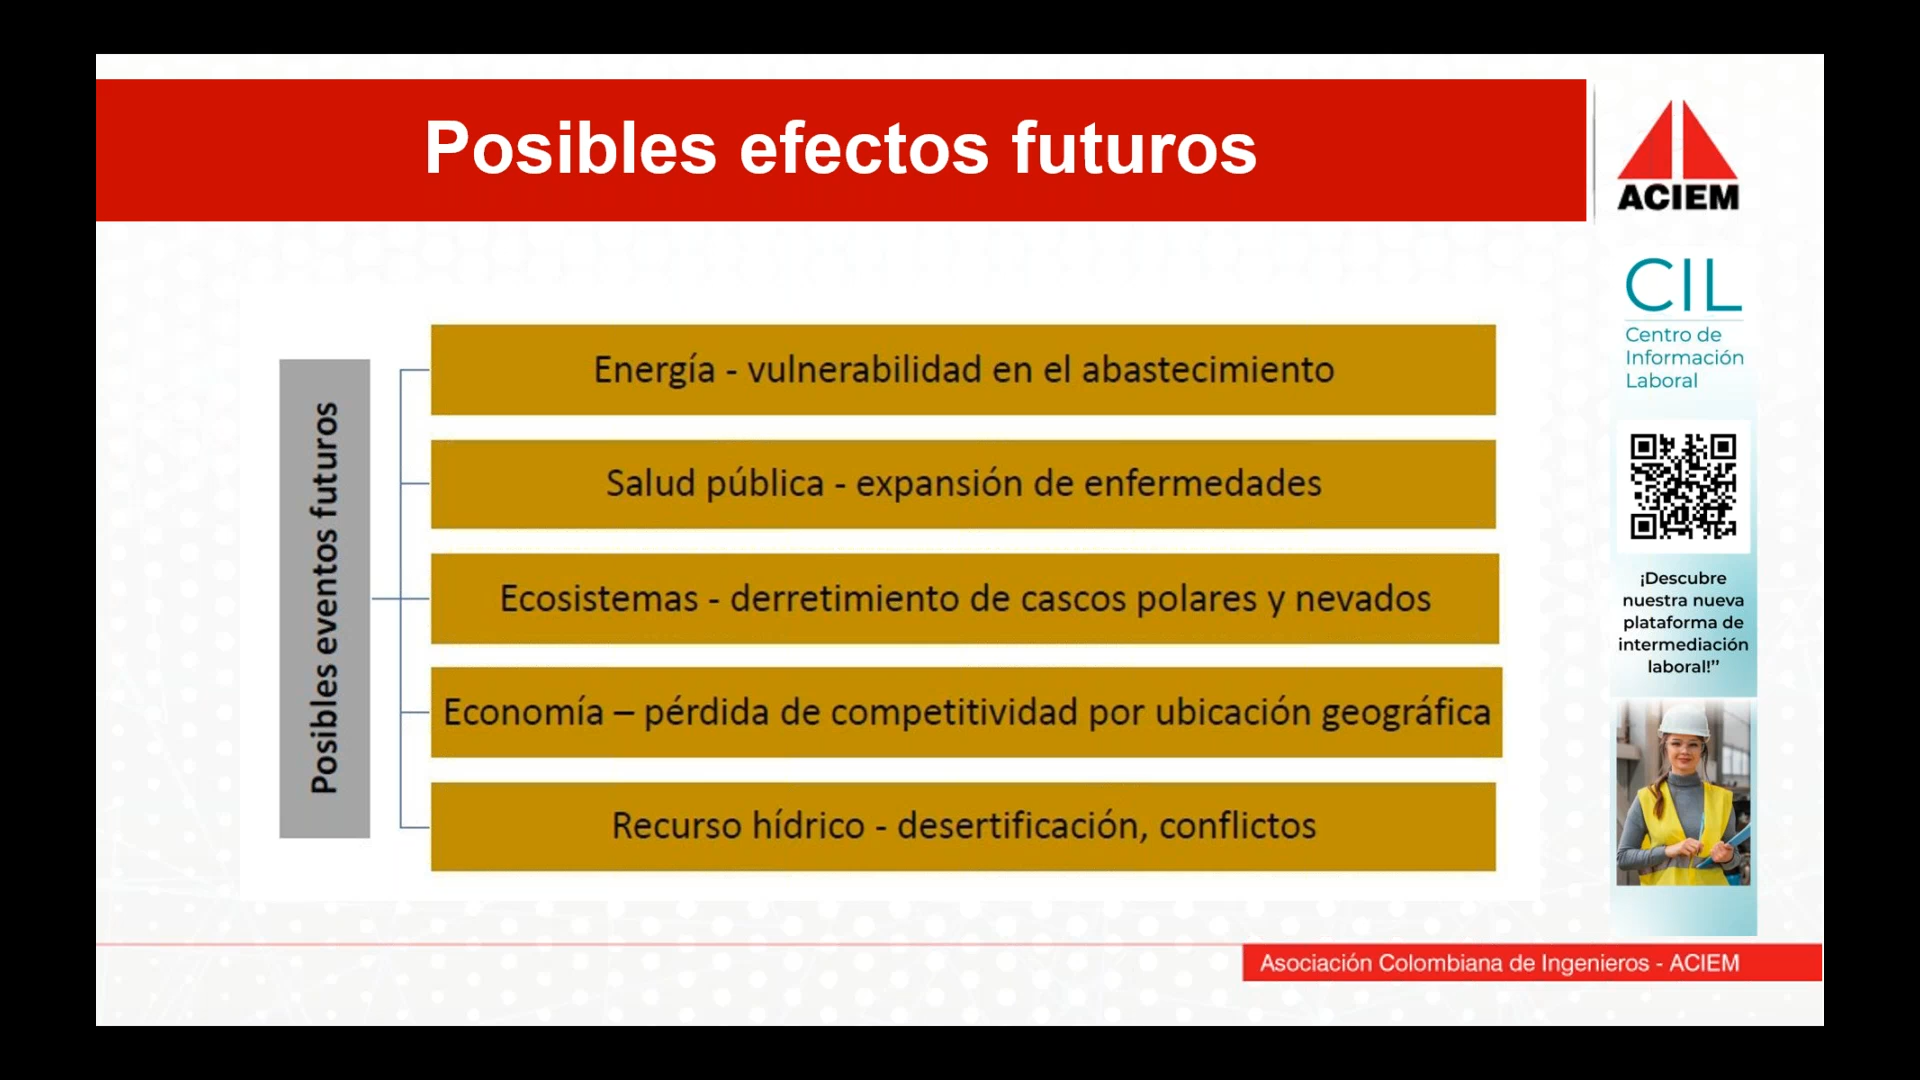 Posibles efectos futuros
ACIEM
CIL
Centro de
Información
Laboral
Posibles eventos futuros
Energía - vulnerabilidad en el abastecimiento
Salud pública - expansión de enfermedades
Ecosistemas - derretimiento de cascos polares y nevados
Economía – pérdida de competitividad por ubicación geográfica
Recurso hídrico - desertificación, conflictos
¡Descubre
nuestra nueva
plataforma de
intermediación
laboral!”
Asociación Colombiana de Ingenieros - ACIEM